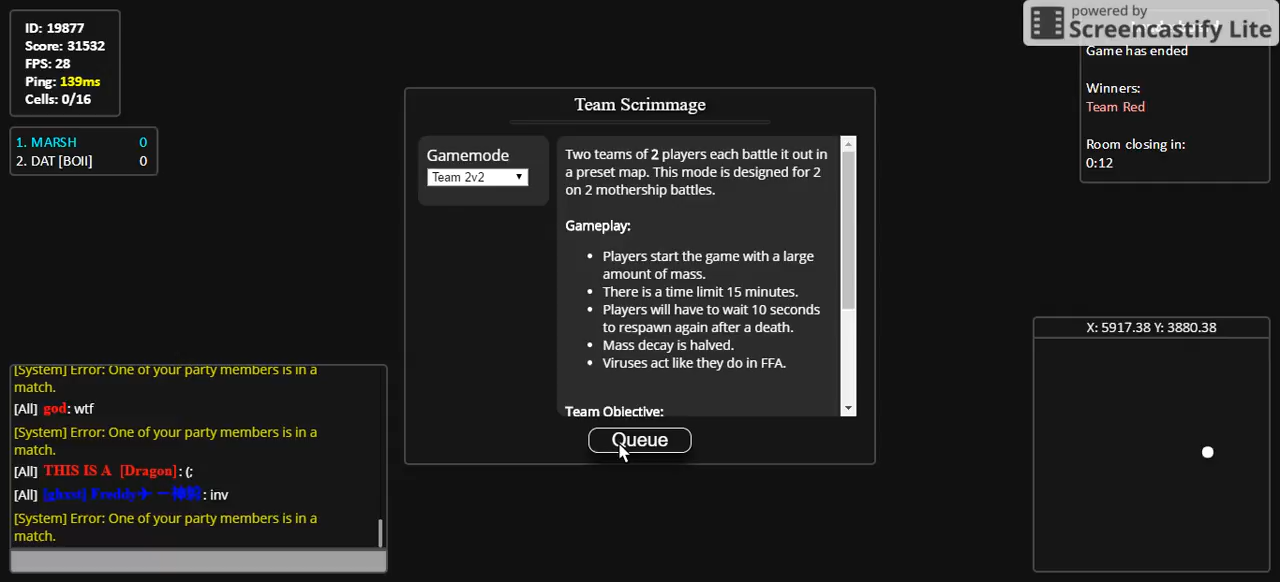 ID: 19877
Score: 31532
FPS: 28
Ping: 139ms
Cells: 0/16
1. MARSH 0
2. DAT [BOII] 0
Team Scrimmage
Gamemode
Team 2v2
Two teams of 2 players each battle it out in
a preset map. This mode is designed for 2
on 2 mothership battles.
Gameplay:
• Players start the game with a large
amount of mass.
• There is a time limit 15 minutes.
• Players will have to wait 10 seconds
to respawn again after a death.
• Mass decay is halved.
• Viruses act like they do in FFA.
Team Objective:
Queue
powered by
Screencastify Lite
Game has ended
Winners:
Team Red
Room closing in:
0:12
X: 5917.38 Y: 3880.38
[System] Error: One of your party members is in a
match.
[All] god: wtf
[System] Error: One of your party members is in a
match.
[All] THIS IS A [Dragon]: (;
[All] [ghxst] Freddy : inv
[System] Error: One of your party members is in a
match.